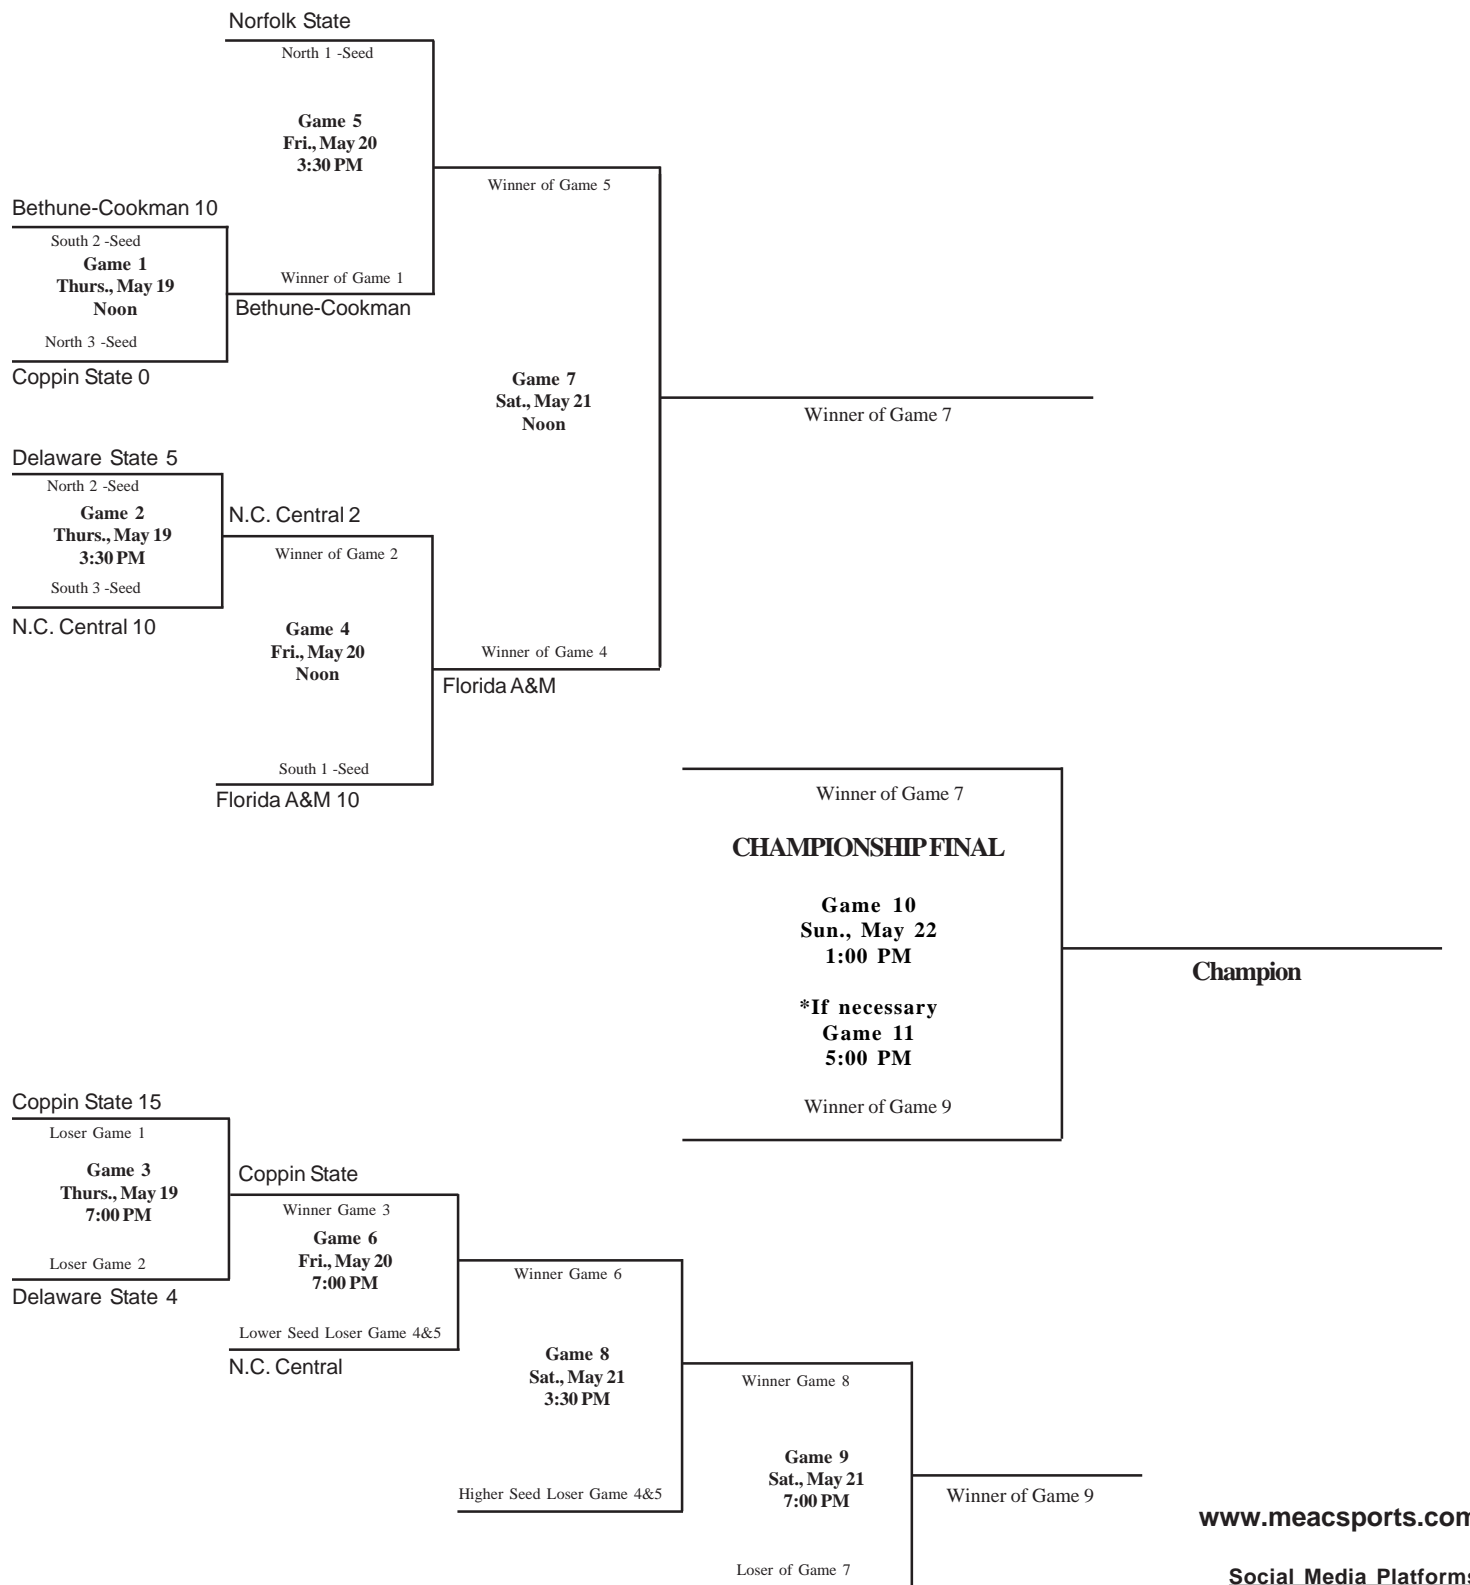 Norfolk State
North 1 -Seed
Game 5
Fri., May 20
3:30 PM
Winner of Game 5
Bethune-Cookman 10
South 2 -Seed
Game 1
Thurs., May 19
Noon
Winner of Game 1
Bethune-Cookman
North 3 -Seed
Coppin State 0
Game 7
Sat., May 21
Noon
Winner of Game 7
Delaware State 5
North 2 -Seed
Game 2
Thurs., May 19
3:30 PM
South 3 -Seed
N.C. Central 10
N.C. Central 2
Winner of Game 2
Game 4
Fri., May 20
Noon
Winner of Game 4
Florida A&M
South 1 -Seed
Florida A&M 10
Winner of Game 7
CHAMPIONSHIP FINAL
Game 10
Sun., May 22
1:00 PM
*If necessary
Game 11
5:00 PM
Winner of Game 9
Champion
Coppin State 15
Loser Game 1
Game 3
Thurs., May 19
7:00 PM
Loser Game 2
Delaware State 4
Coppin State
Winner Game 3
Game 6
Fri., May 20
7:00 PM
Lower Seed Loser Game 4&5
N.C. Central
Winner Game 6
Game 8
Sat., May 21
3:30 PM
Higher Seed Loser Game 4&5
Winner Game 8
Game 9
Sat., May 21
7:00 PM
Loser of Game 7
Winner of Game 9
www.meacsports.com
Social Media Platforms